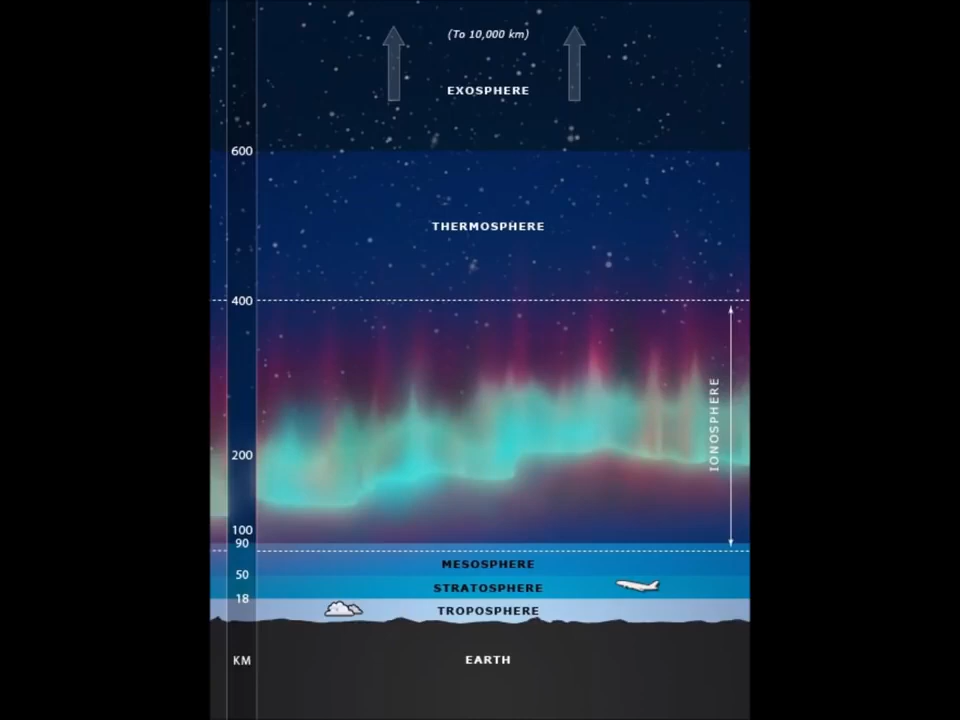 (To 10,000 km)
EXOSPHERE
600
THERMOSPHERE
400
IONOSPHERE
200
100
90
MESOSPHERE
50
STRATOSPHERE
18
TROPOSPHERE
KM
EARTH